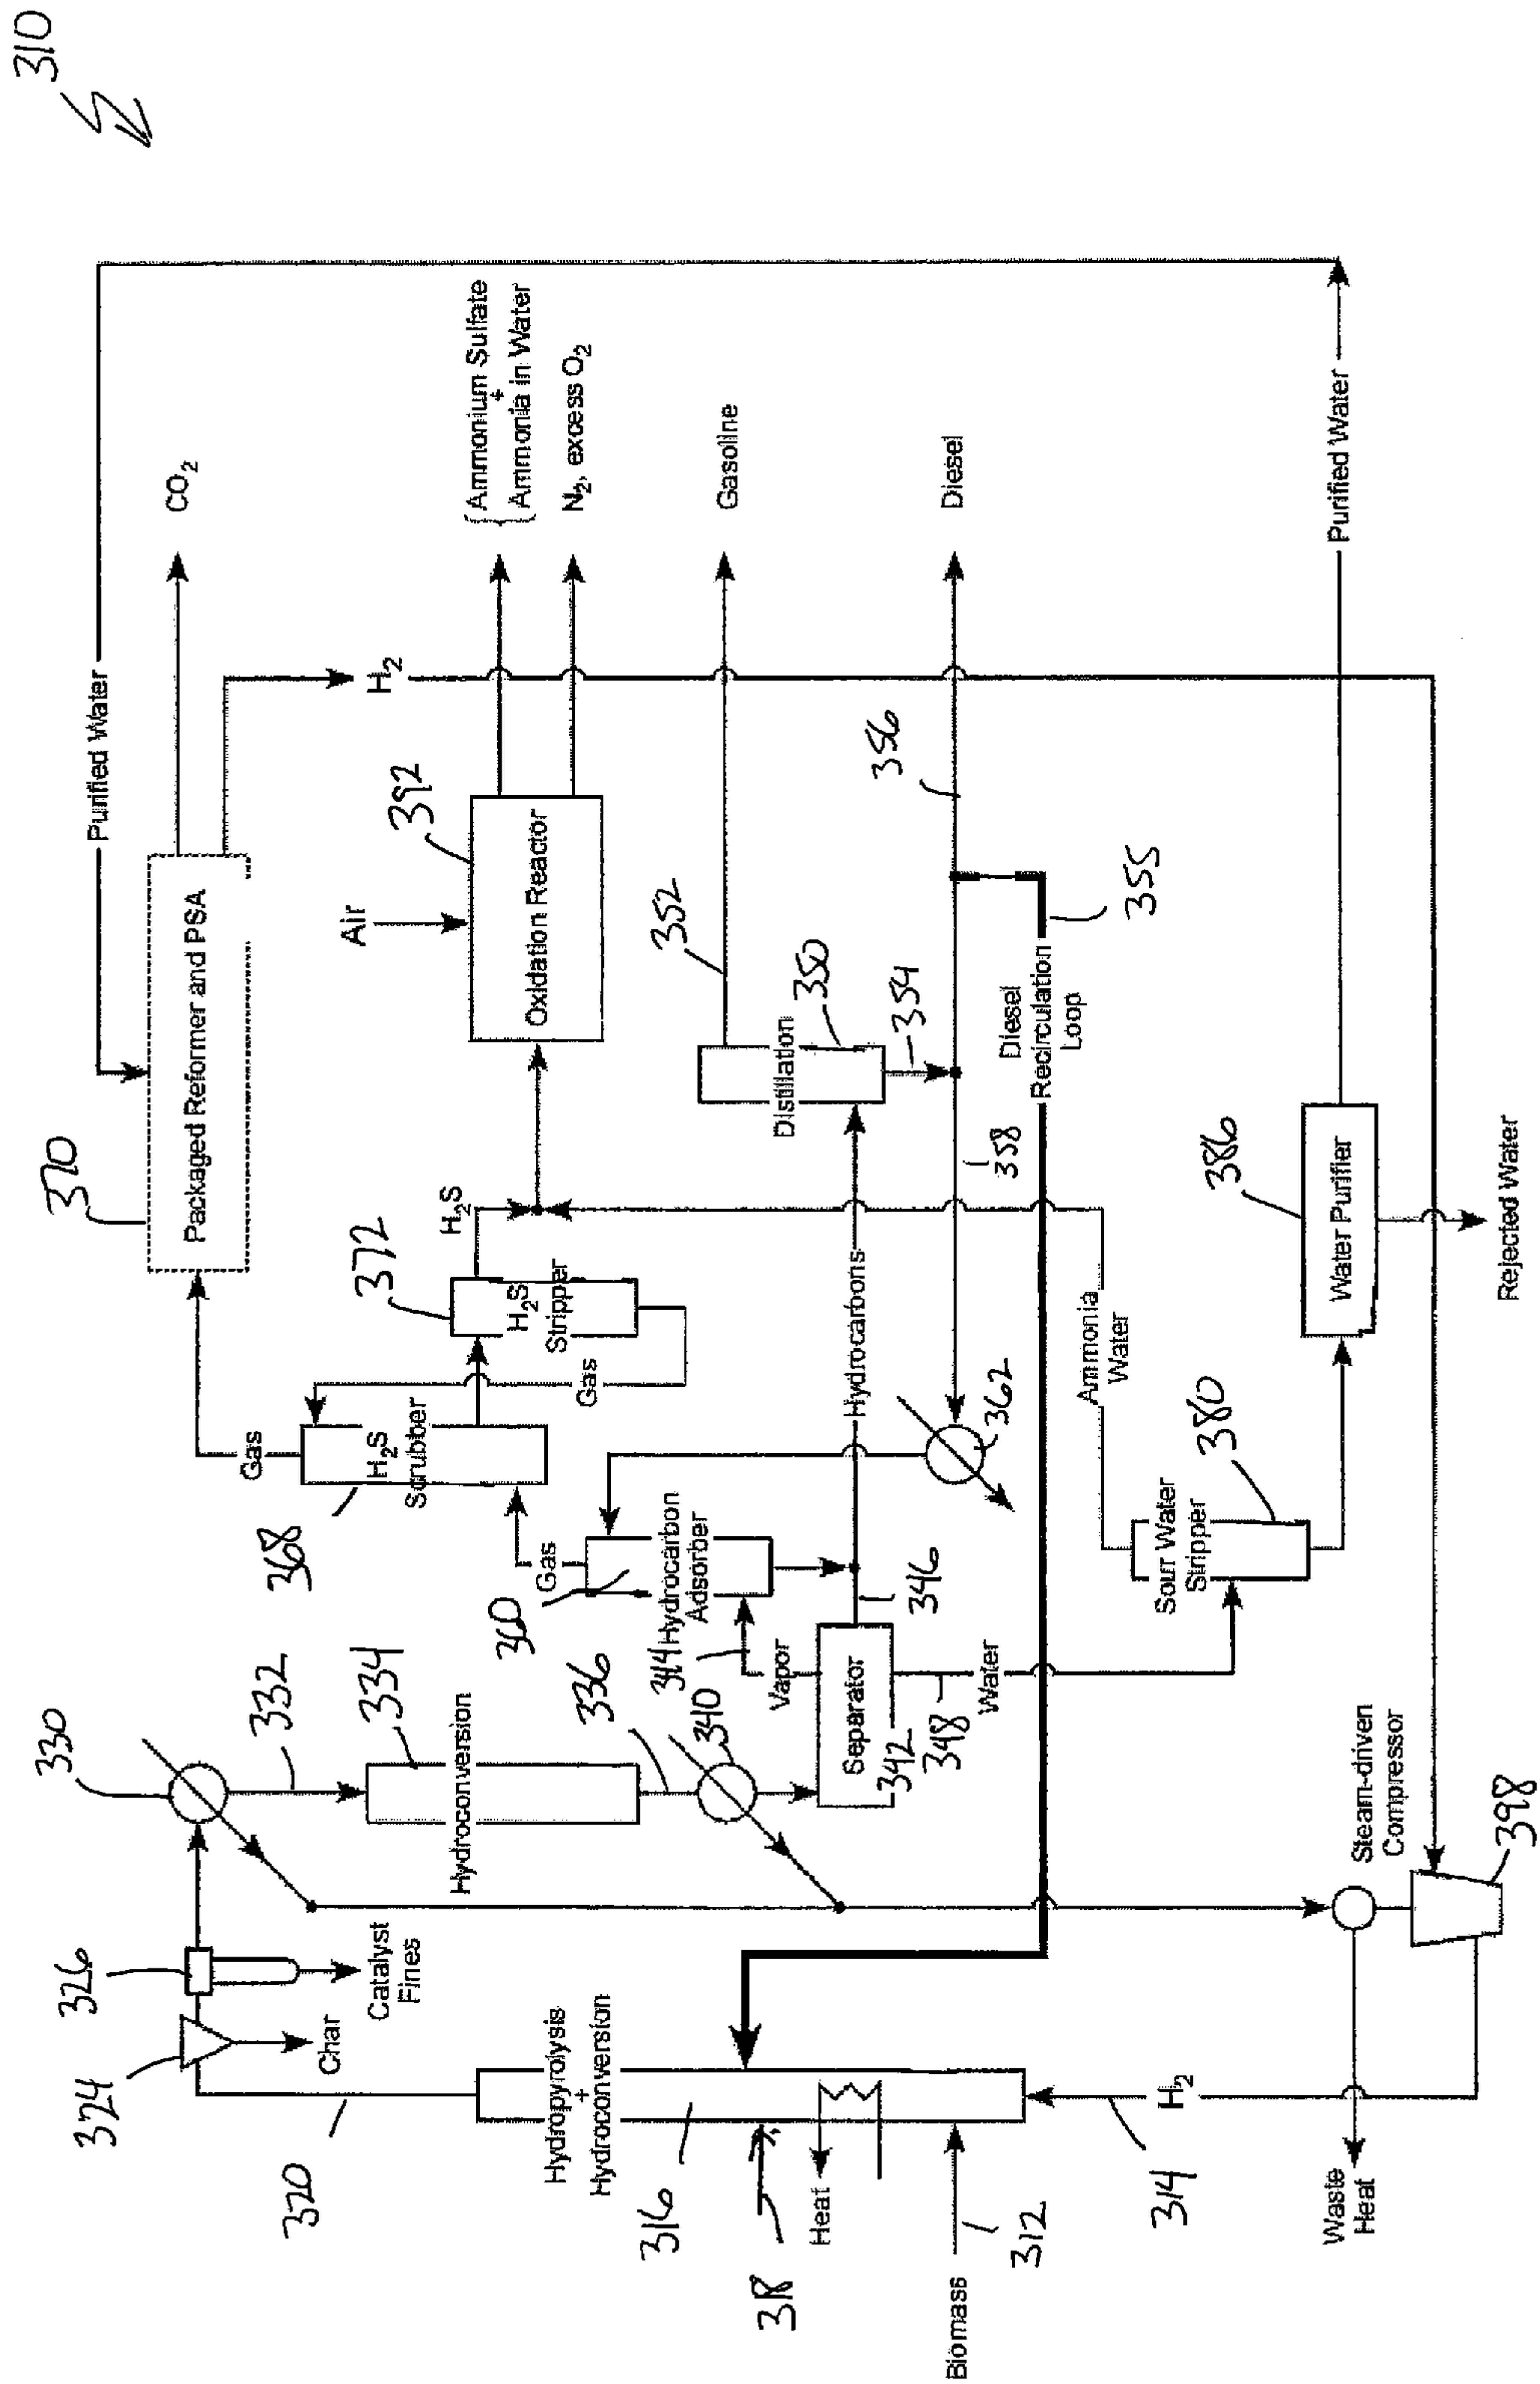 310
Purified Water
CO2
370
Packaged Reformer and PSA
H2
Gas
Air
392
Oxidation Reactor
{Ammonium Sulfate
+
Ammonia in Water
N2, excess O2
372
H2S
H2S
Stripper
Gas
368
H2S
Scrubber
Gas
360
Hydrocarbon
Adsorber
352
Gasoline
350
Distillation
354
356
Diesel
358
355
Diesel
Recirculation
Loop
Hydrocarbons
362
346
344
Vapor
Separator
342
348
Water
330
332
334
Hydroconversion
336
340
326
Catalyst
Fines
324
Char
320
Hydropyrolysis
+
Hydroconversion
316
318
Heat
Biomass
312
314
H2
Waste
Heat
Steam-driven
Compressor
398
Ammonia
Water
Sour Water
Stripper
380
386
Water Purifier
Rejected Water
Purified Water